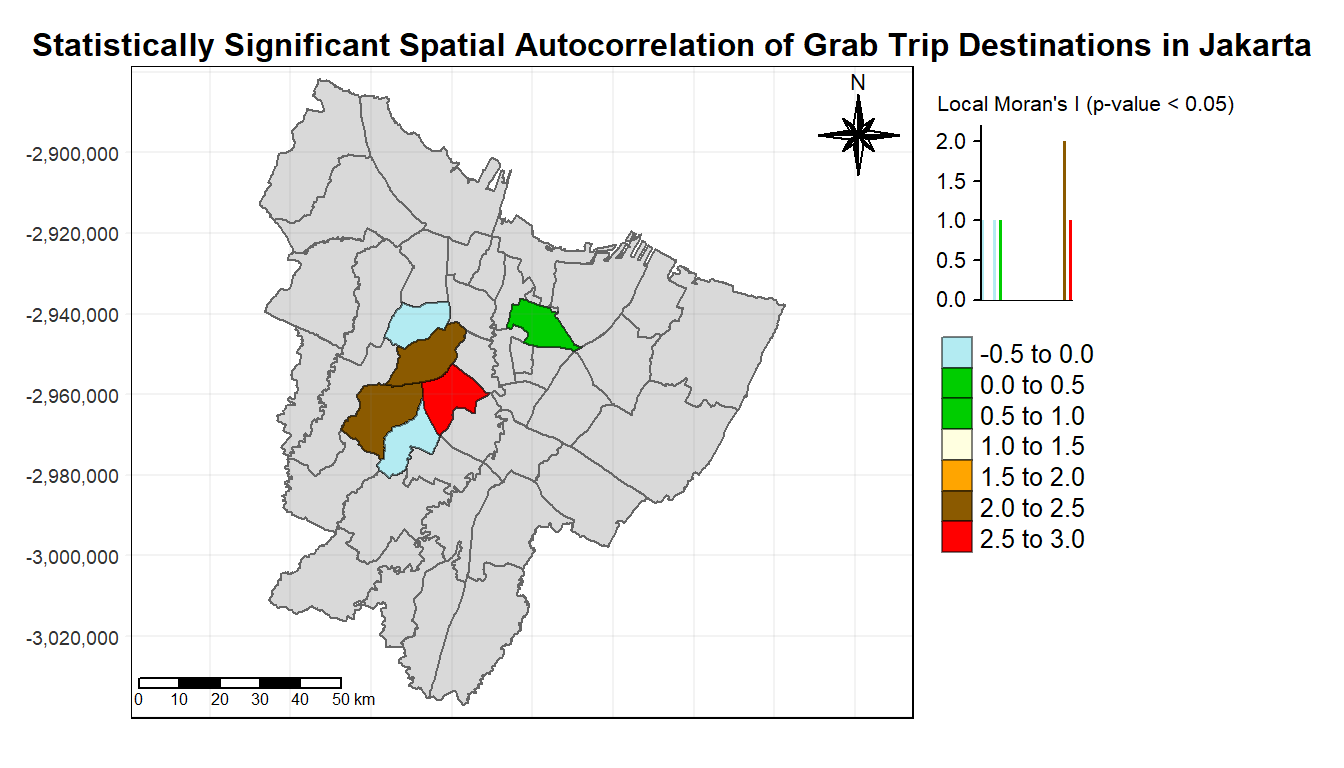 Statistically Significant Spatial Autocorrelation of Grab Trip Destinations in Jakarta
N
Local Moran's I (p-value < 0.05)
2.0
1.5
1.0
0.5
0.0
-0.5 to 0.0
0.0 to 0.5
0.5 to 1.0
1.0 to 1.5
1.5 to 2.0
2.0 to 2.5
2.5 to 3.0
-2,900,000
-2,920,000
-2,940,000
-2,960,000
-2,980,000
-3,000,000
-3,020,000
0 10 20 30 40 50 km